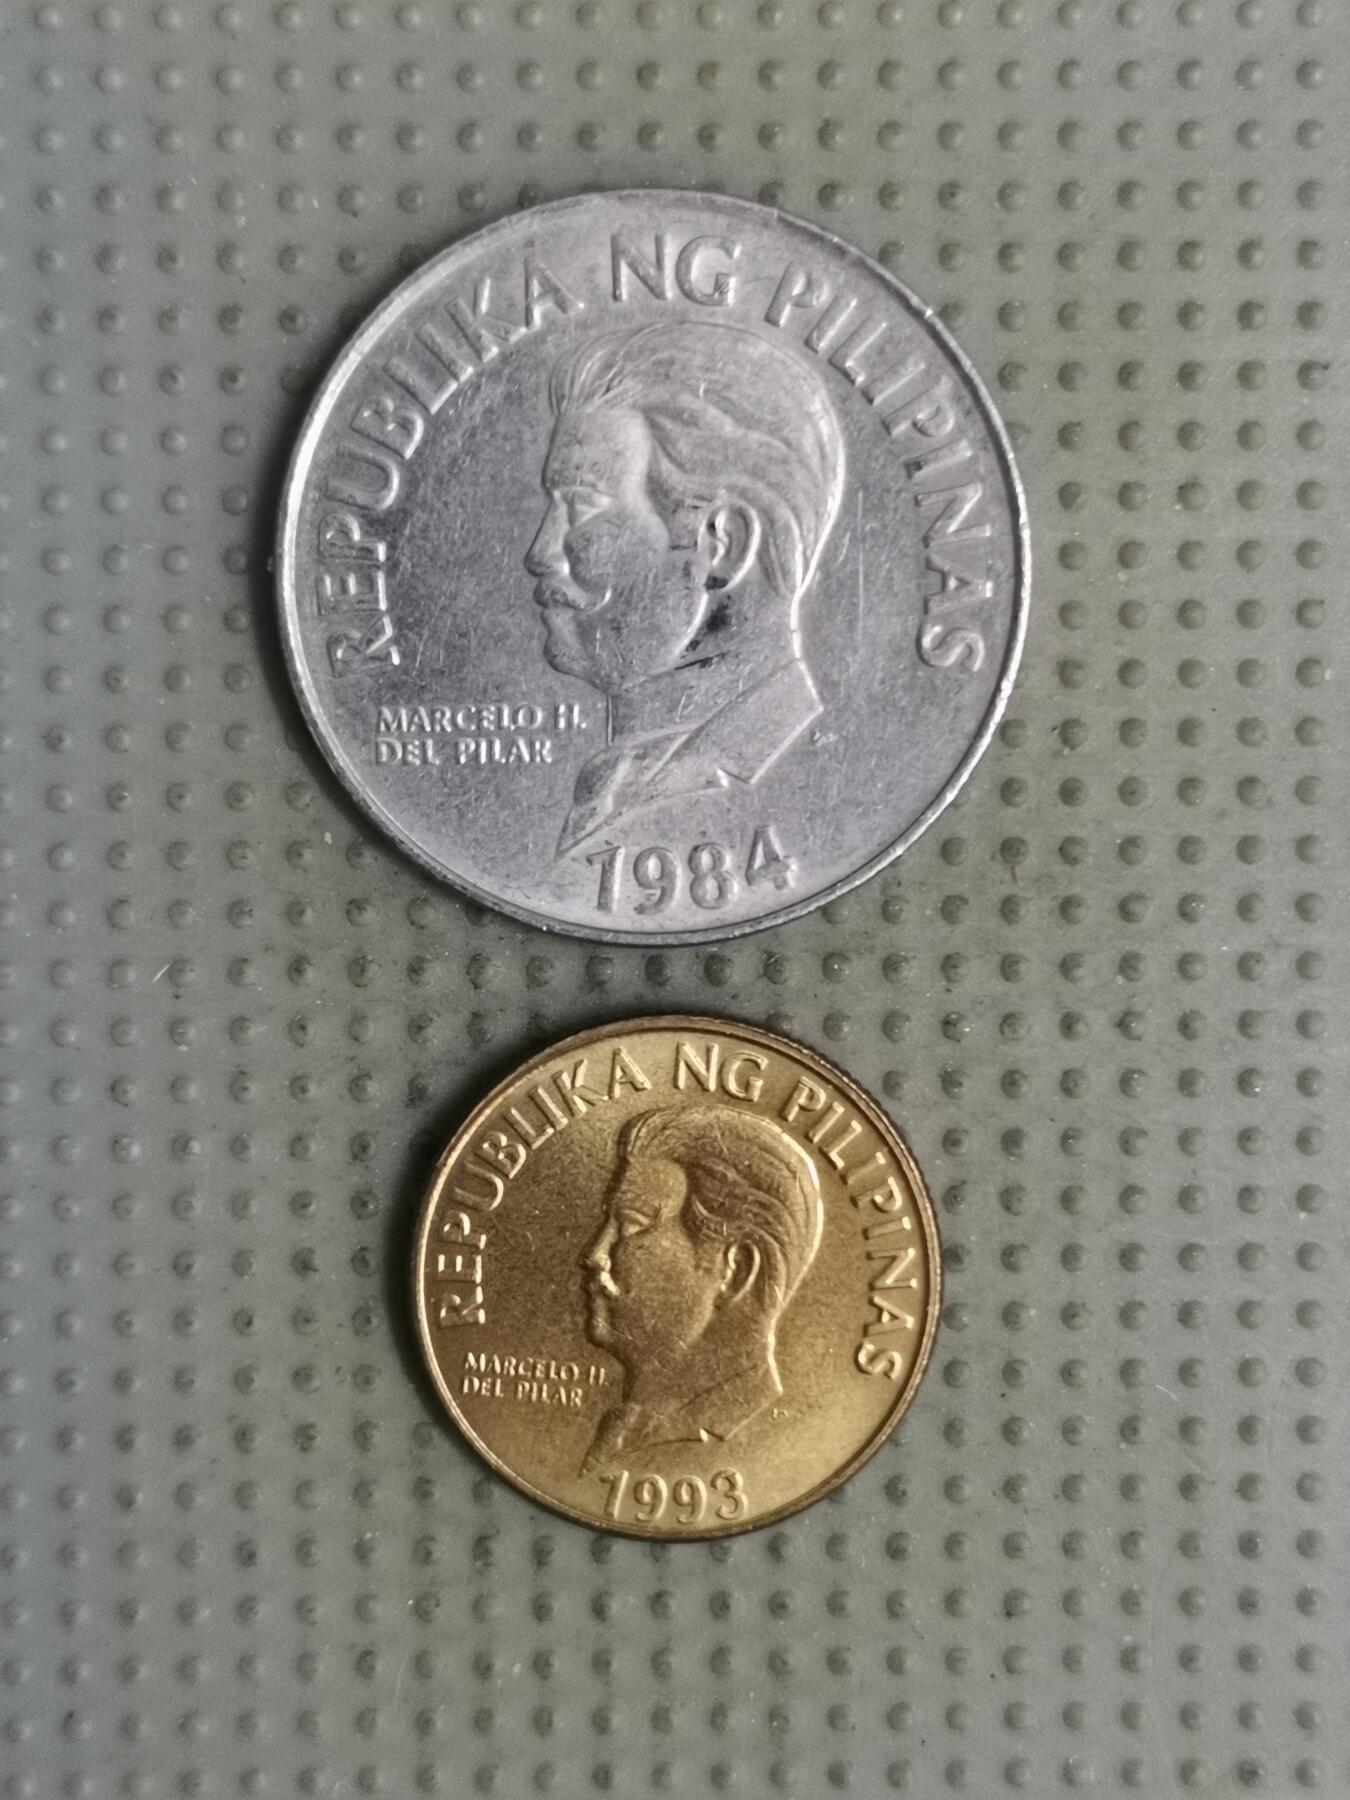 REPUBLIKA NG PILIPINAS
MARCELO H.
DEL PILAR
1984
REPUBLIKA NG PILIPINAS
MARCELO H.
DEL PILAR
1993